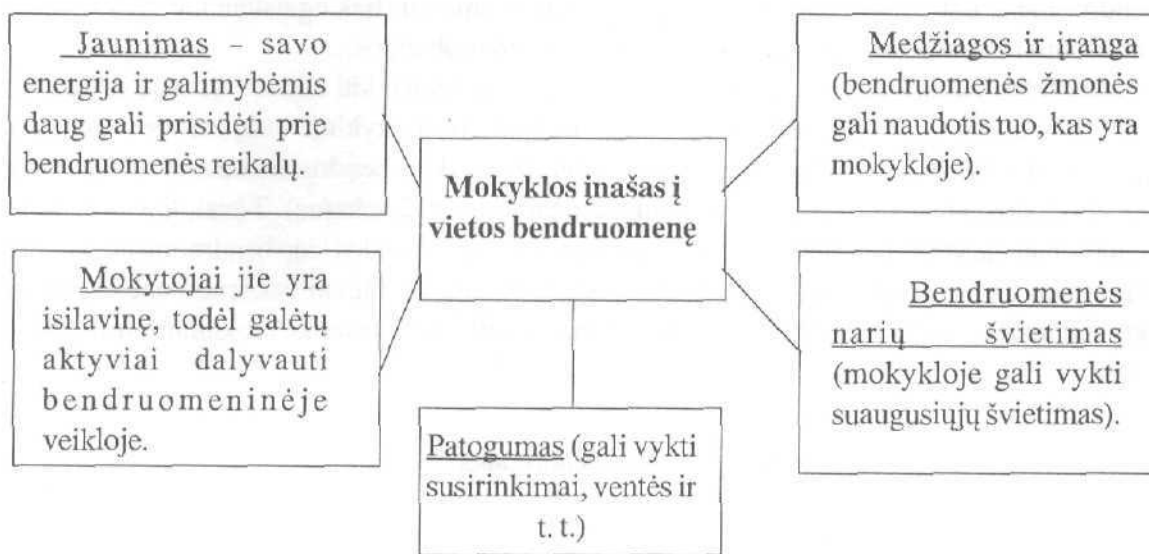 Jaunimas – savo
energija ir galimybėmis
daug gali prisidėti prie
bendruomenės reikalų.
Mokytojai jie yra
isilavinę, todėl galėtų
aktyviai dalyvauti
bendruomeninėje
veikloje.
Mokyklos įnašas į
vietos bendruomenę
Patogumas (gali vykti
susirinkimai, ventės ir
t. t.)
Medžiagos ir įranga
(bendruomenės žmonės
gali naudotis tuo, kas yra
mokykloje).
Bendruomenės
narių švietimas
(mokykloje gali vykti
suaugusiųjų švietimas).